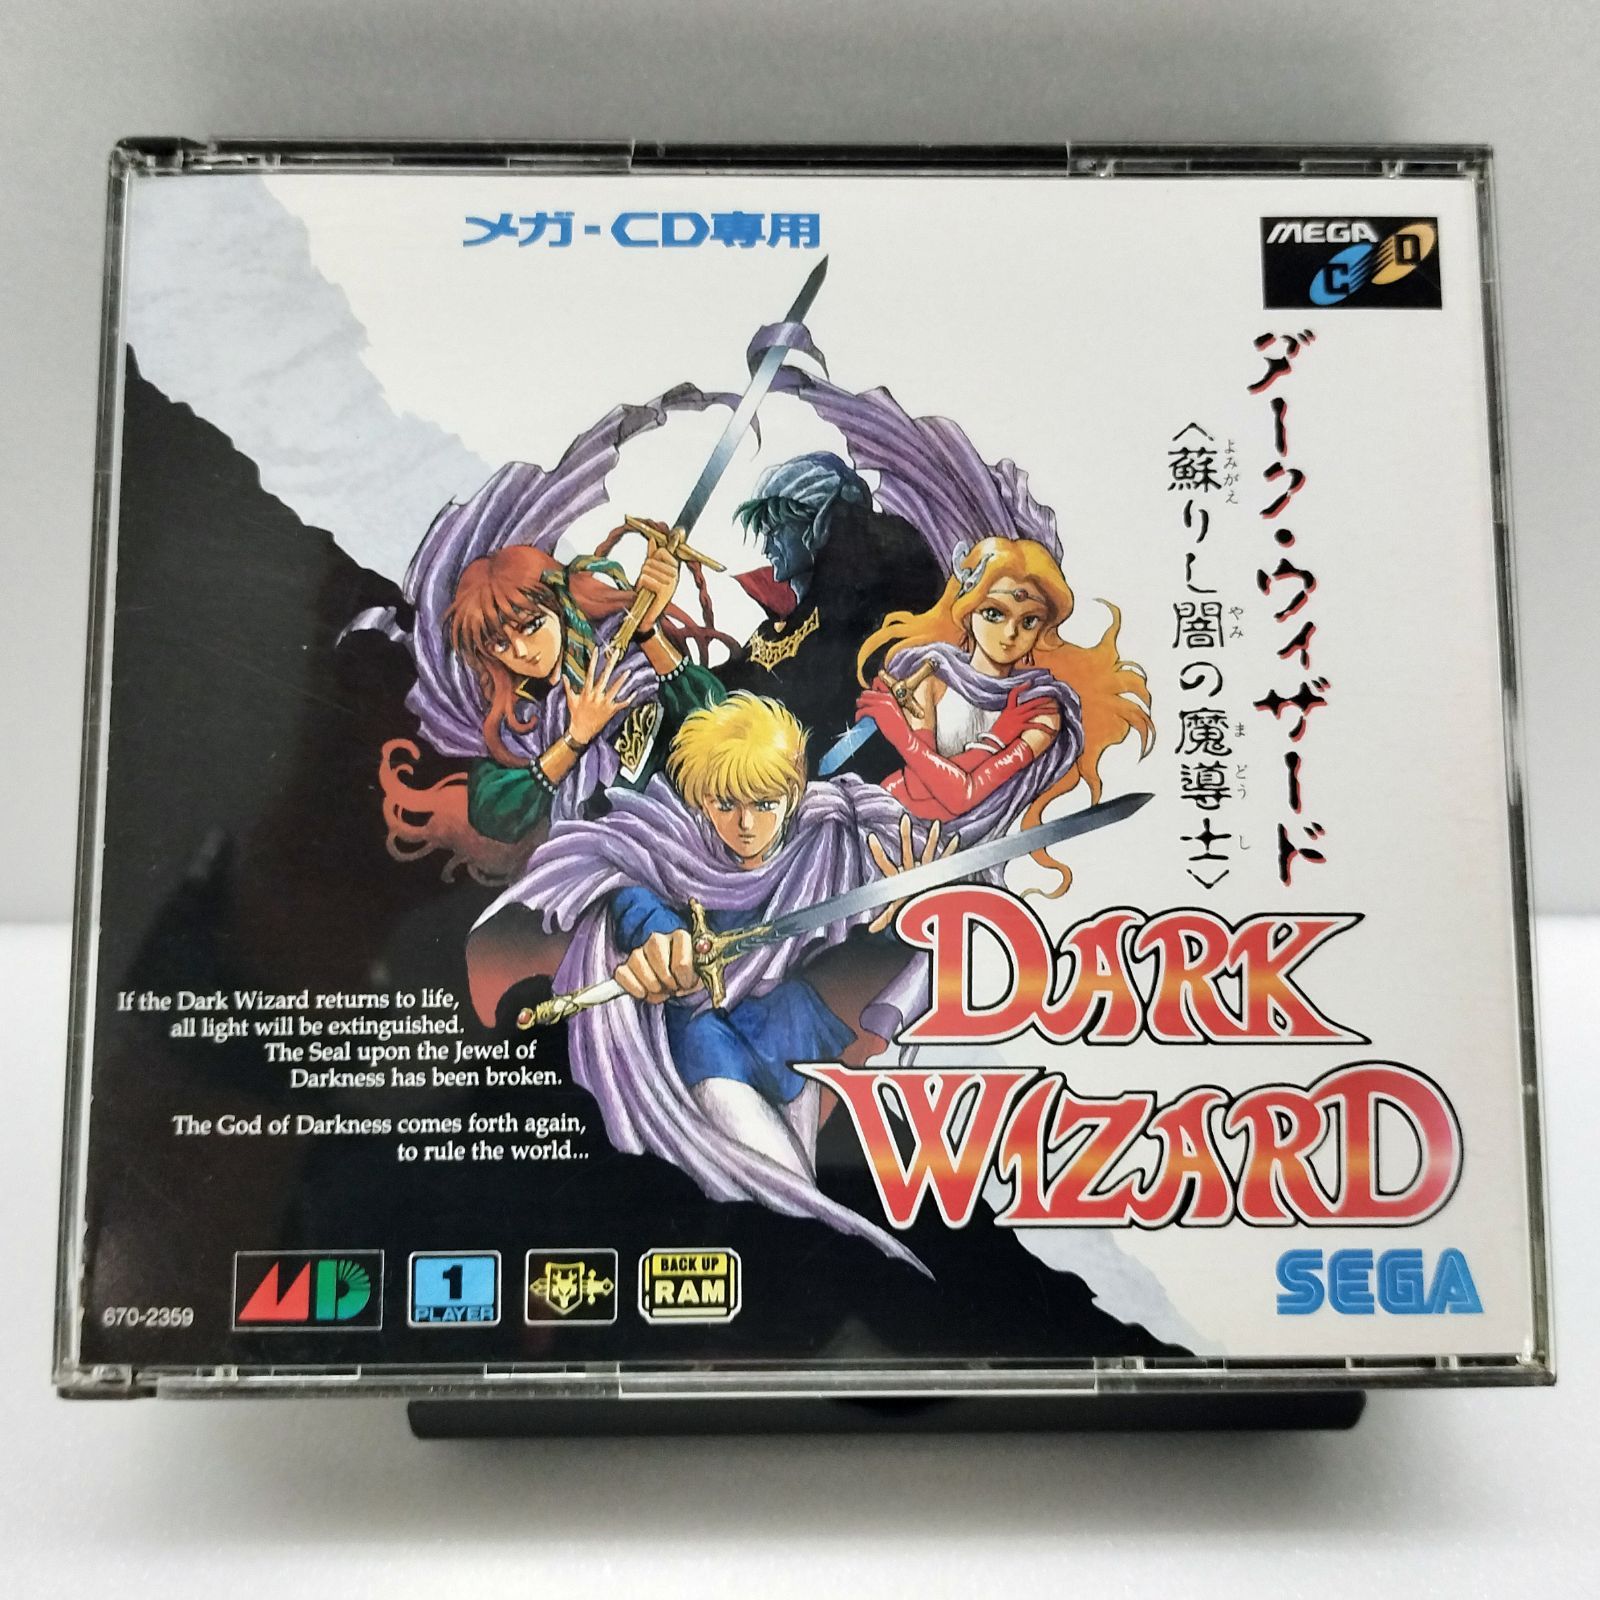 メガ-CD専用
MEGA CD
ダーク・ウィザード
〈蘇りし闇の魔導士〉
よみがえ
やみ
まどうし
DARK
WIZARD
If the Dark Wizard returns to life,
all light will be extinguished.
The Seal upon the Jewel of
Darkness has been broken.
The God of Darkness comes forth again,
to rule the world...
670-2359
MD
1
PLAYER
BACK UP
RAM
SEGA